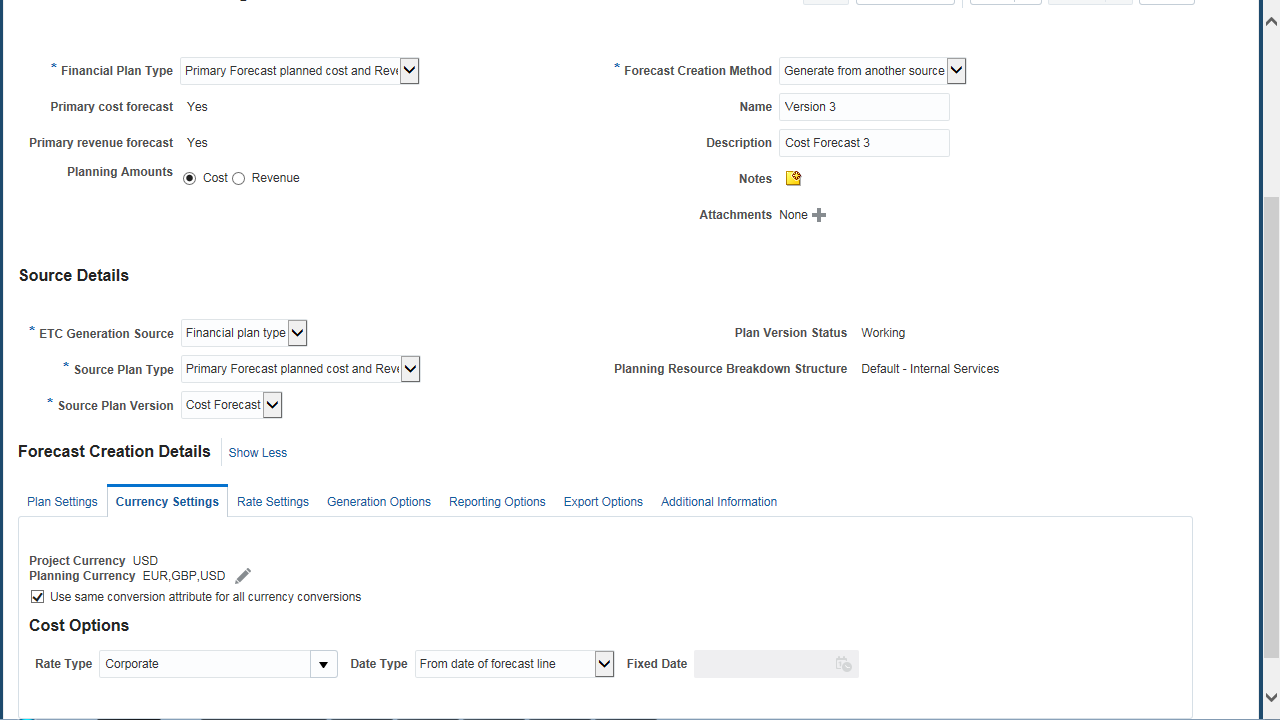 * Financial Plan Type Primary Forecast planned cost and Reve
* Forecast Creation Method Generate from another source
Primary cost forecast Yes
Name Version 3
Primary revenue forecast Yes
Description Cost Forecast 3
Planning Amounts Cost Revenue
Notes
Attachments None
Source Details
* ETC Generation Source Financial plan type
Plan Version Status Working
* Source Plan Type Primary Forecast planned cost and Reve
Planning Resource Breakdown Structure Default - Internal Services
* Source Plan Version Cost Forecast
Forecast Creation Details Show Less
Plan Settings Currency Settings Rate Settings Generation Options Reporting Options Export Options Additional Information
Project Currency USD
Planning Currency EUR,GBP,USD
Use same conversion attribute for all currency conversions
Cost Options
Rate Type Corporate Date Type From date of forecast line Fixed Date